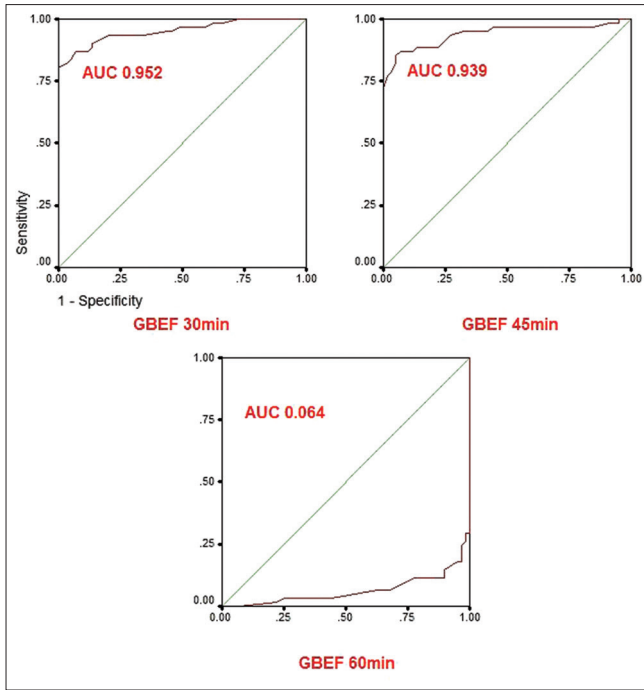 1.00
AUC 0.952
.75
.50
.25
.00
Sensitivity
0.00 .25 .50 .75 1.00
1 - Specificity
GBEF 30min
1.00
AUC 0.939
.75
.50
.25
.00
0.00 .25 .50 .75 1.00
GBEF 45min
1.00
.75
AUC 0.064
.50
.25
0.00
0.00 .25 .50 .75 1.00
GBEF 60min